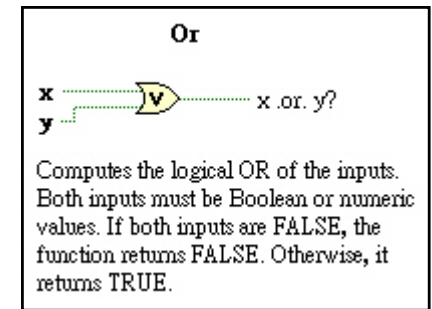 Or
x
V
x .or. y?
y
Computes the logical OR of the inputs.
Both inputs must be Boolean or numeric
values. If both inputs are FALSE, the
function returns FALSE. Otherwise, it
returns TRUE.